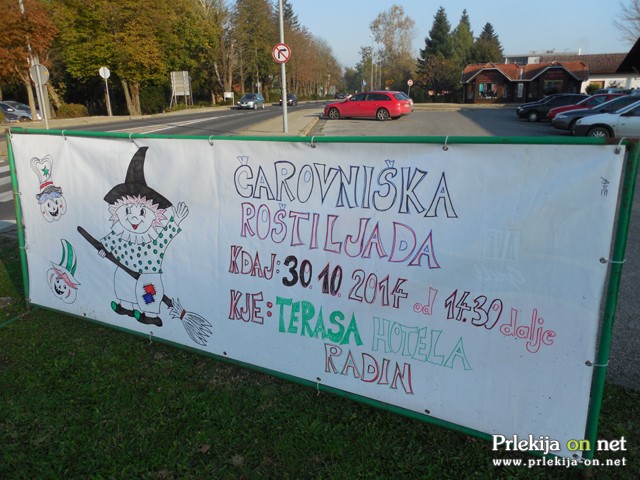 ČAROVNIŠKA
ROŠTILJADA
KDAJ: 30.10.2014 od 14.30 dalje
KJE: TERASA HOTELA
RADIN
Prlekija on net
www.prlekija-on.net